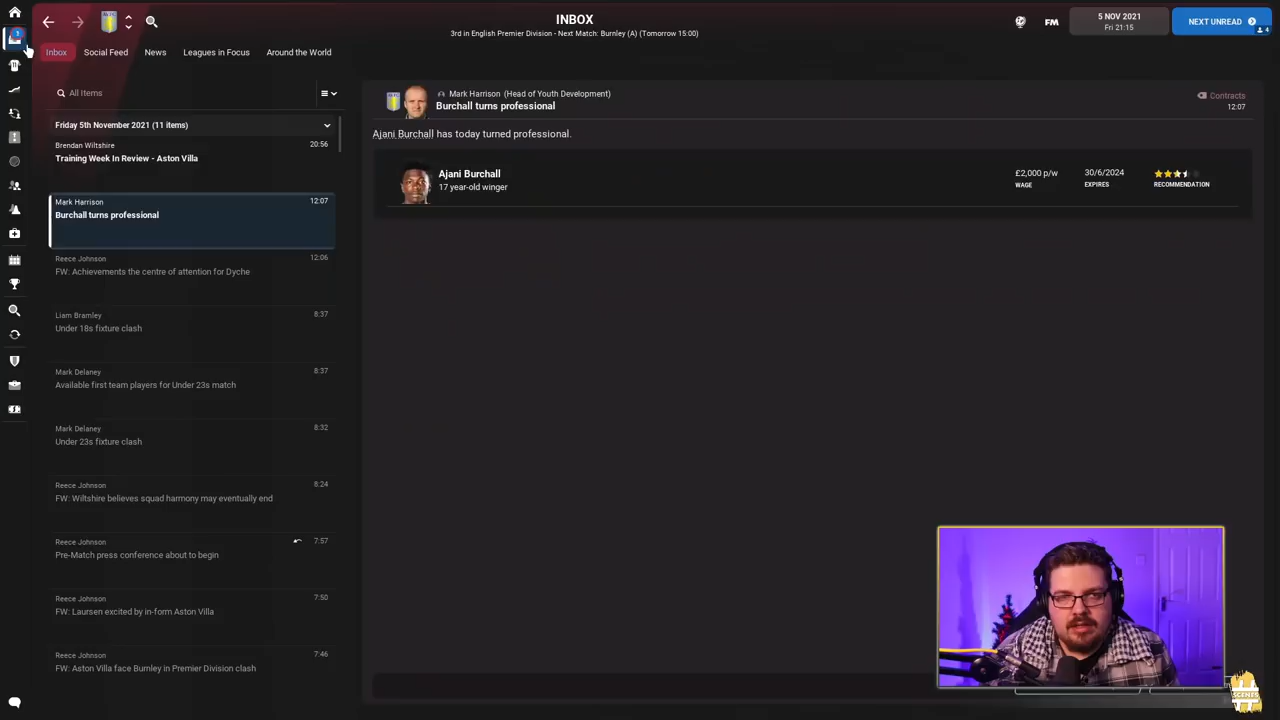 INBOX
3rd in English Premier Division - Next Match: Burnley (A) (Tomorrow 15:00)
FM
5 NOV 2021
Fri 21:15
NEXT UNREAD
4
1
Inbox
Social Feed
News
Leagues in Focus
Around the World
All Items
Friday 5th November 2021 (11 items)
Brendan Wiltshire
20:56
Training Week In Review - Aston Villa
Mark Harrison
12:07
Burchall turns professional
Reece Johnson
12:06
FW: Achievements the centre of attention for Dyche
Liam Bramley
8:37
Under 18s fixture clash
Mark Delaney
8:37
Available first team players for Under 23s match
Mark Delaney
8:32
Under 23s fixture clash
Reece Johnson
8:24
FW: Wiltshire believes squad harmony may eventually end
Reece Johnson
7:57
Pre-Match press conference about to begin
Reece Johnson
7:50
FW: Laursen excited by in-form Aston Villa
Reece Johnson
7:46
FW: Aston Villa face Burnley in Premier Division clash
Mark Harrison (Head of Youth Development)
Burchall turns professional
Contracts
12:07
Ajani Burchall has today turned professional.
Ajani Burchall
17 year-old winger
£2,000 p/w
WAGE
30/6/2024
EXPIRES
RECOMMENDATION